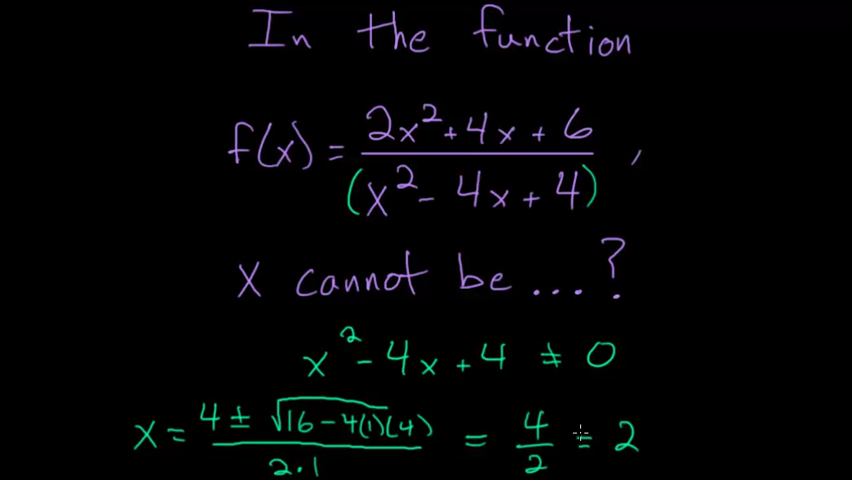 In the function
f(x) = 2x²+4x+6 / (x²-4x+4) ,
X cannot be ...?
x²-4x+4 ≠ 0
x = 4 ± √16-4(1)(4) / 2·1 = 4/2 = 2